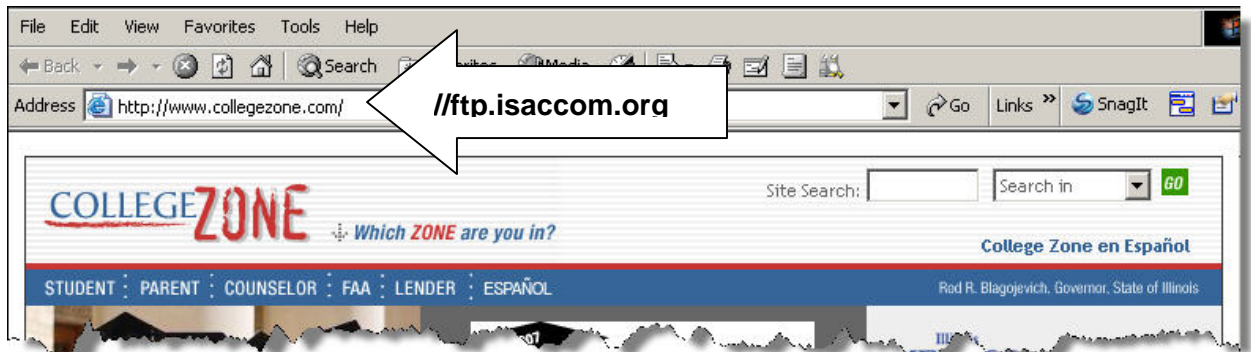 File Edit View Favorites Tools Help
Back Search
Address http://www.collegezone.com/ //ftp.isaccom.org Go Links » SnagIt
COLLEGEZONE Which ZONE are you in?
Site Search: Search in GO
College Zone en Español
STUDENT PARENT COUNSELOR FAA LENDER ESPAÑOL
Rod R. Blagojevich, Governor, State of Illinois